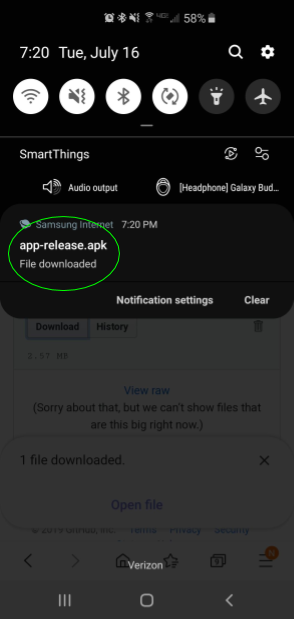 58%
7:20 Tue, July 16
SmartThings
Audio output
[Headphone] Galaxy Bud...
Samsung Internet 7:20 PM
app-release.apk
File downloaded
Notification settings Clear
Download History
3.57 MB
View raw
(Sorry about that, but we can't show files that
are this big right now.)
1 file downloaded.
Open file
© 2019 GitHub, Inc. Terms Privacy Security
Verizon